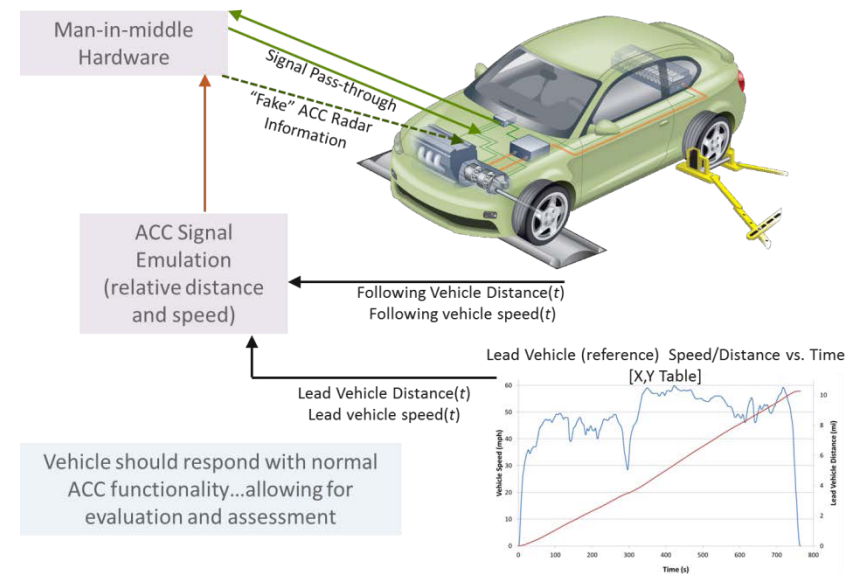 Man-in-middle
Hardware
Signal Pass-through
“Fake” ACC Radar
Information
ACC Signal
Emulation
(relative distance
and speed)
Following Vehicle Distance(t)
Following vehicle speed(t)
Lead Vehicle (reference) Speed/Distance vs. Time
[X,Y Table]
Lead Vehicle Distance(t)
Lead vehicle speed(t)
Vehicle should respond with normal
ACC functionality…allowing for
evaluation and assessment
Vehicle Speed (mph)
60
50
40
30
20
10
0
10
8
6
4
2
0
Lead Vehicle Distance (mi)
0 100 200 300 400 500 600 700 800
Time (s)